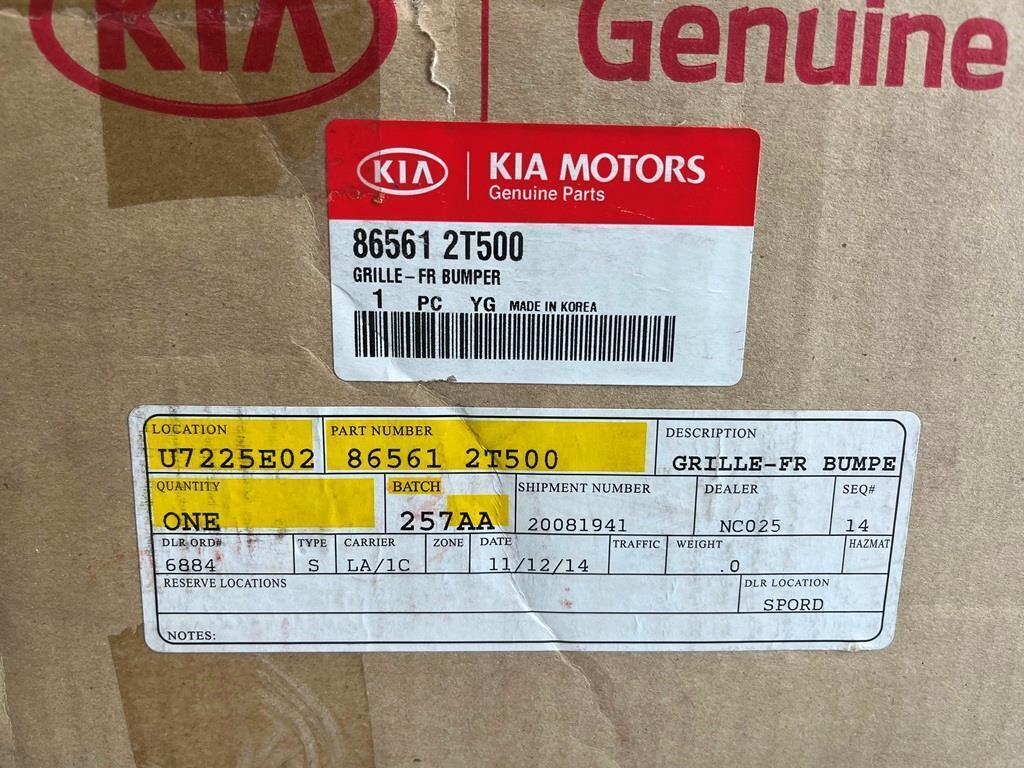 KIA
Genuine
KIA
KIA MOTORS
Genuine Parts
86561 2T500
GRILLE-FR BUMPER
1 PC YG MADE IN KOREA
LOCATION PART NUMBER DESCRIPTION
U7225E02 86561 2T500 GRILLE-FR BUMPE
QUANTITY BATCH SHIPMENT NUMBER DEALER SEQ#
ONE 257AA 20081941 NC025 14
DLR ORD# TYPE CARRIER ZONE DATE TRAFFIC WEIGHT HAZMAT
6884 S LA/1C 11/12/14 .0
RESERVE LOCATIONS DLR LOCATION
SPORD
NOTES: